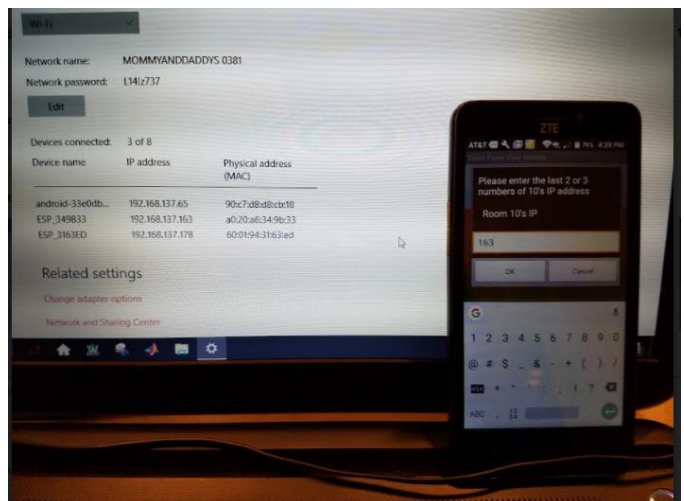 Wi-Fi
Network name: MOMMYANDDADDYS 0381
Network password:
Edit
Devices connected: 3 of 8
Device name IP address Physical address (MAC)
android-33e0db... 192.168.137.65 90:c7:d8:d8:cb:18
ESP_349B33 192.168.137.163 a0:20:a6:34:9b:33
ESP_3163ED 192.168.137.178 60:01:94:31:63:ed
Related settings
Change adapter options
Network and Sharing Center
ZTE
AT&T 4:39 PM
Please enter the last 2 or 3
numbers of 10's IP address
Room 10's IP
163
OK Cancel
G
1 2 3 4 5 6 7 8 9 0
@ # $ _ & - + ( ) /
ABC